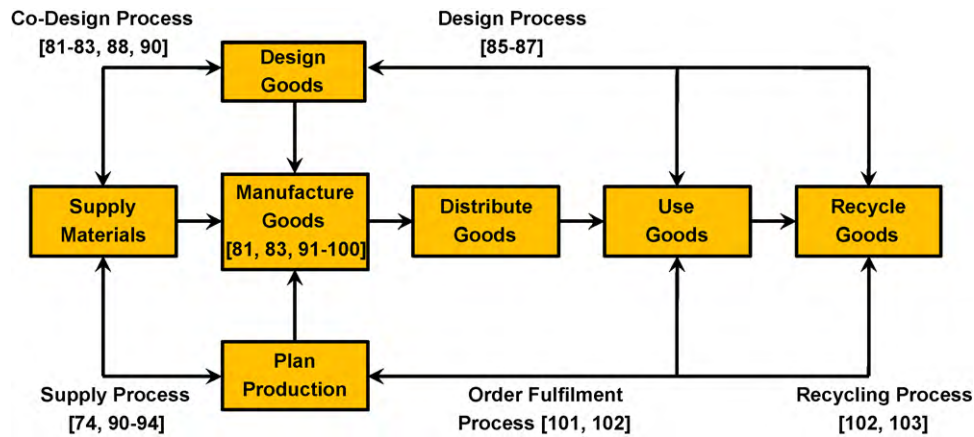 Co-Design Process
[81-83, 88, 90]
Design Process
[85-87]
Design
Goods
Supply
Materials
Manufacture
Goods
[81, 83, 91-100]
Distribute
Goods
Use
Goods
Recycle
Goods
Plan
Production
Supply Process
[74, 90-94]
Order Fulfilment
Process [101, 102]
Recycling Process
[102, 103]